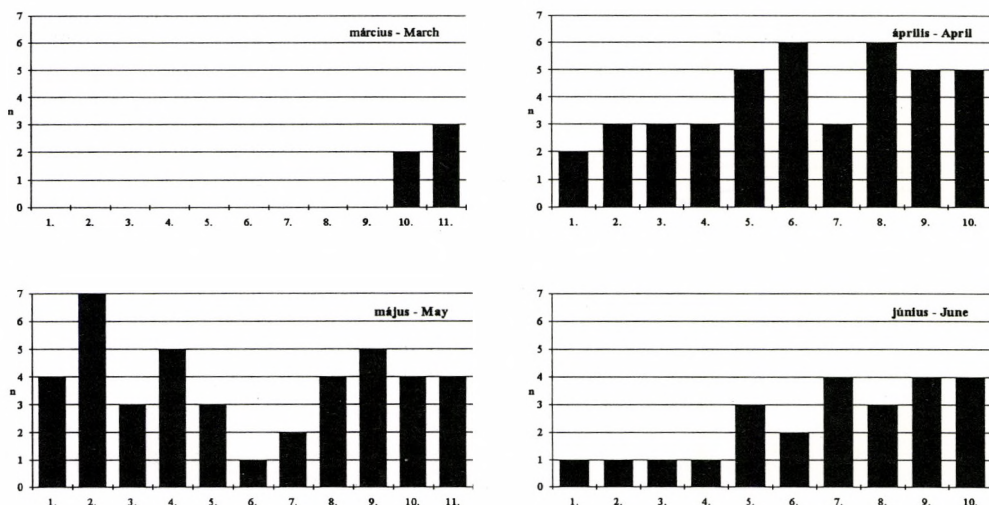 március - March
7
6
5
4
n
3
2
1
0
1. 2. 3. 4. 5. 6. 7. 8. 9. 10. 11.
április - April
7
6
5
4
n
3
2
1
0
1. 2. 3. 4. 5. 6. 7. 8. 9. 10.
május - May
7
6
5
4
n
3
2
1
0
1. 2. 3. 4. 5. 6. 7. 8. 9. 10. 11.
június - June
7
6
5
4
n
3
2
1
0
1. 2. 3. 4. 5. 6. 7. 8. 9. 10.